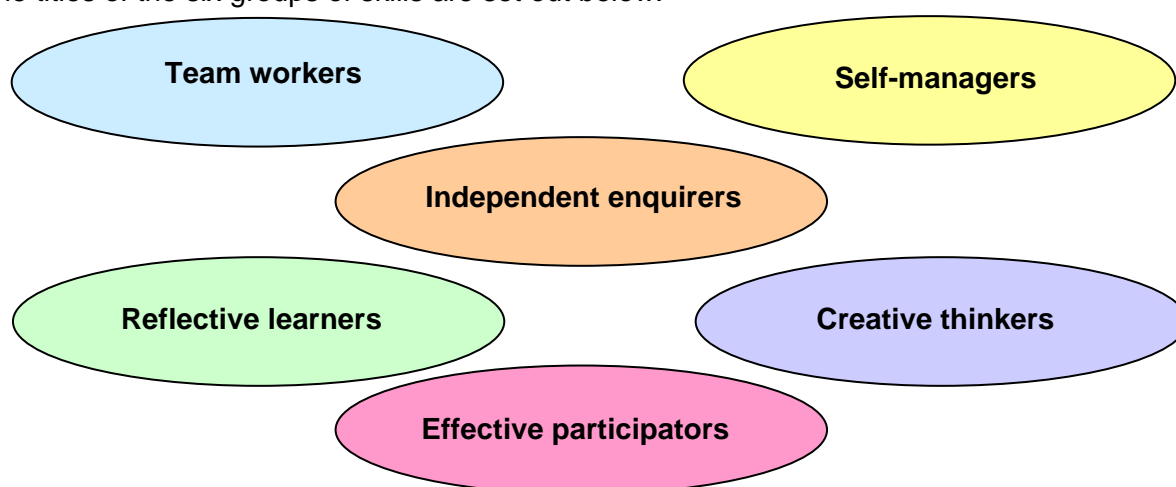 titles of the six groups of skills are set out below.
Team workers
Self-managers
Independent enquirers
Reflective learners
Creative thinkers
Effective participators